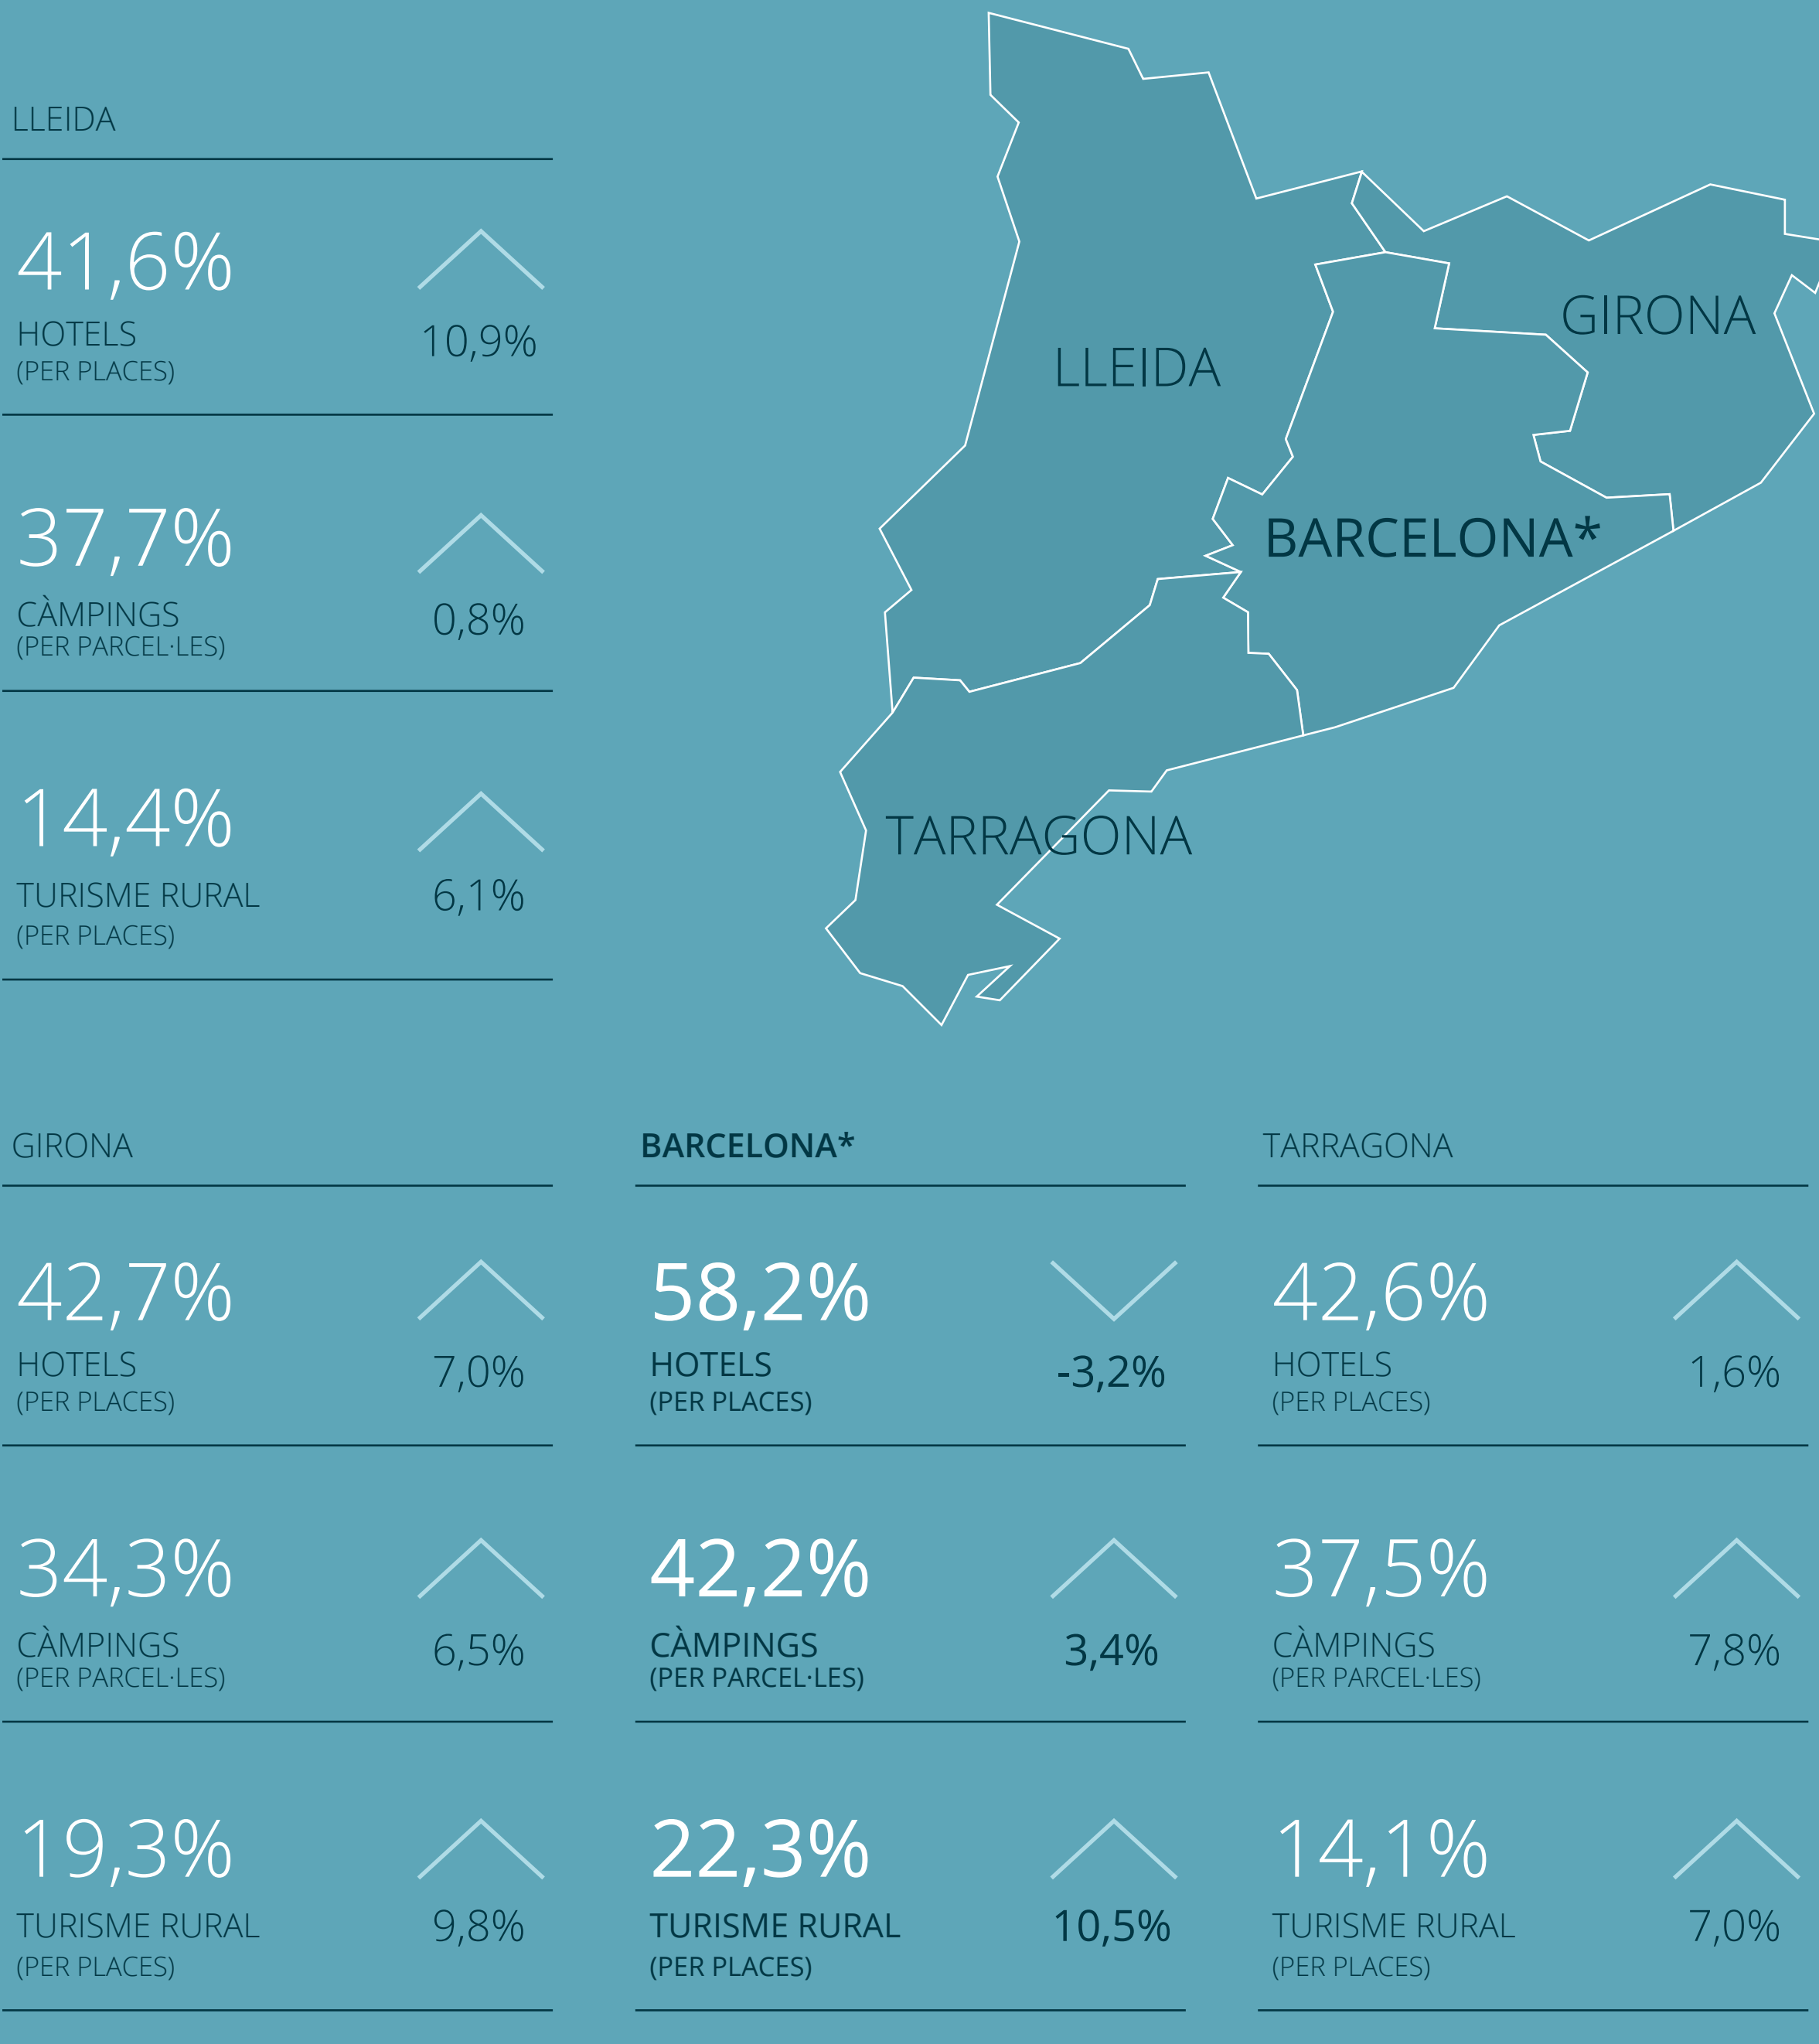 LLEIDA
41,6%
HOTELS
(PER PLACES)
10,9%
37,7%
CÀMPINGS
(PER PARCEL·LES)
0,8%
14,4%
TURISME RURAL
(PER PLACES)
6,1%
LLEIDA
GIRONA
BARCELONA*
TARRAGONA
GIRONA
42,7%
HOTELS
(PER PLACES)
7,0%
34,3%
CÀMPINGS
(PER PARCEL·LES)
6,5%
19,3%
TURISME RURAL
(PER PLACES)
9,8%
BARCELONA*
58,2%
HOTELS
(PER PLACES)
-3,2%
42,2%
CÀMPINGS
(PER PARCEL·LES)
3,4%
22,3%
TURISME RURAL
(PER PLACES)
10,5%
TARRAGONA
42,6%
HOTELS
(PER PLACES)
1,6%
37,5%
CÀMPINGS
(PER PARCEL·LES)
7,8%
14,1%
TURISME RURAL
(PER PLACES)
7,0%